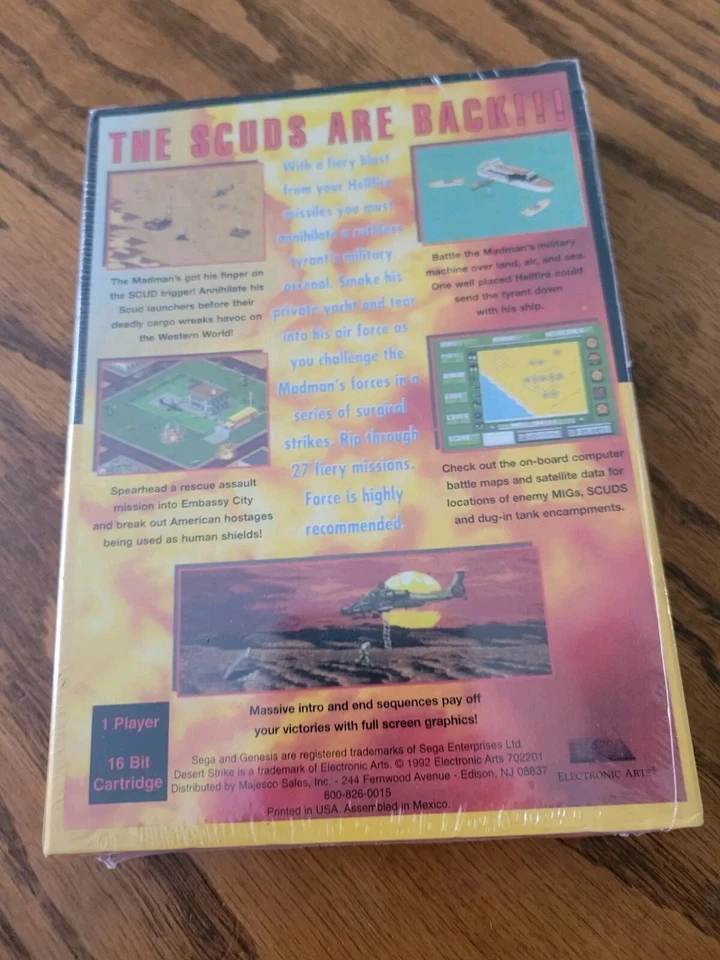 THE SCUDS ARE BACK!!!
The Madman's got his finger on
the SCUD trigger! Annihilate his
Scud launchers before their
deadly cargo wreaks havoc on
the Western World!
Spearhead a rescue assault
mission into Embassy City
and break out American hostages
being used as human shields!
With a fiery blast
from your Hellfire
missiles you must
annihilate a ruthless
tyrant's military
arsenal. Smoke his
private yacht and tear
into his air force as
you challenge the
Madman's forces in a
series of surgical
strikes. Rip through
27 fiery missions.
Force is highly
recommended.
Battle the Madman's military
machine over land, air, and sea.
One well placed Hellfire could
send the tyrant down
with his ship.
Check out the on-board computer
battle maps and satellite data for
locations of enemy MIGs, SCUDS
and dug-in tank encampments.
Massive intro and end sequences pay off
your victories with full screen graphics!
1 Player
16 Bit
Cartridge
Sega and Genesis are registered trademarks of Sega Enterprises Ltd.
Desert Strike is a trademark of Electronic Arts. © 1992 Electronic Arts 702201
Distributed by Majesco Sales, Inc. - 244 Fernwood Avenue - Edison, NJ 08837
800-826-0015
Printed in USA. Assembled in Mexico.
ELECTRONIC ARTS®